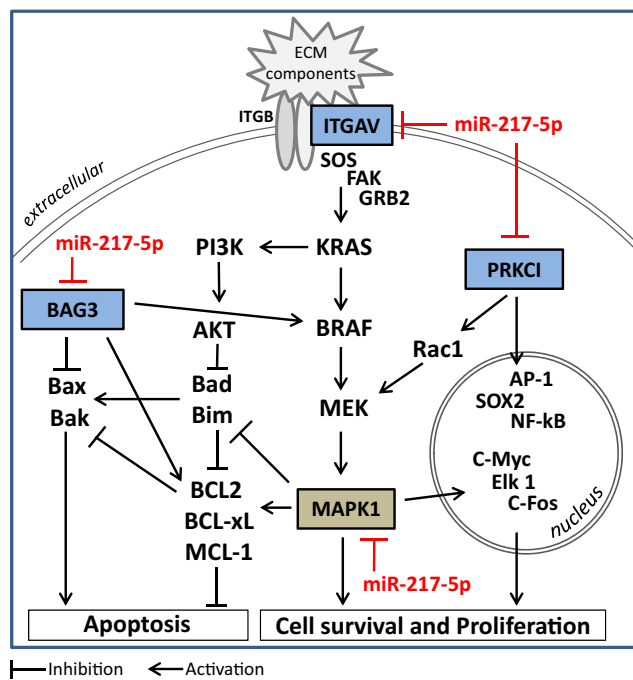 ECM
components
ITGB
ITGAV
miR-217-5p
SOS
FAK
GRB2
extracellular
miR-217-5p
PI3K
KRAS
PRKCI
BAG3
AKT
BRAF
Rac1
Bax
Bak
Bad
Bim
MEK
AP-1
SOX2
NF-kB
C-Myc
Elk 1
C-Fos
nucleus
BCL2
BCL-xL
MCL-1
MAPK1
miR-217-5p
Apoptosis
Cell survival and Proliferation
Inhibition
Activation